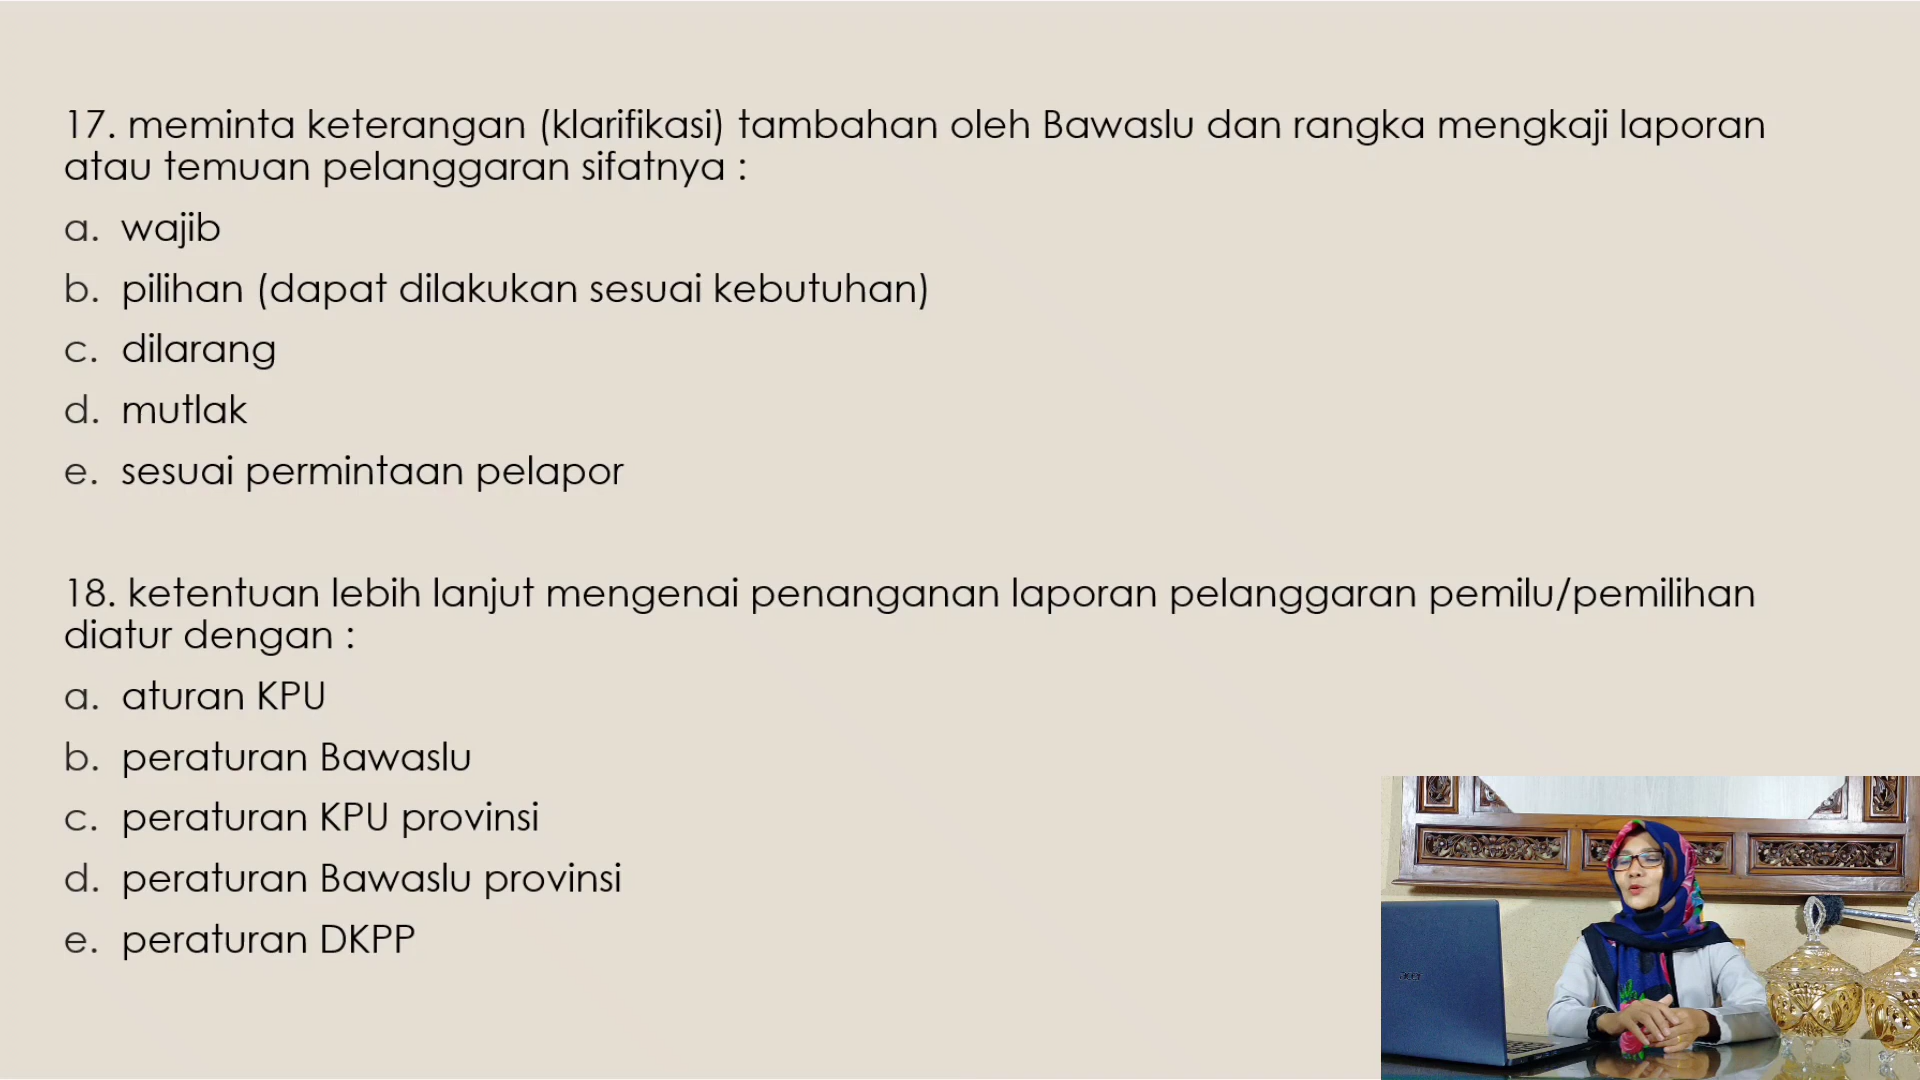 17. meminta keterangan (klarifikasi) tambahan oleh Bawaslu dan rangka mengkaji laporan
atau temuan pelanggaran sifatnya :
a. wajib
b. pilihan (dapat dilakukan sesuai kebutuhan)
c. dilarang
d. mutlak
e. sesuai permintaan pelapor
18. ketentuan lebih lanjut mengenai penanganan laporan pelanggaran pemilu/pemilihan
diatur dengan :
a. aturan KPU
b. peraturan Bawaslu
c. peraturan KPU provinsi
d. peraturan Bawaslu provinsi
e. peraturan DKPP
acer